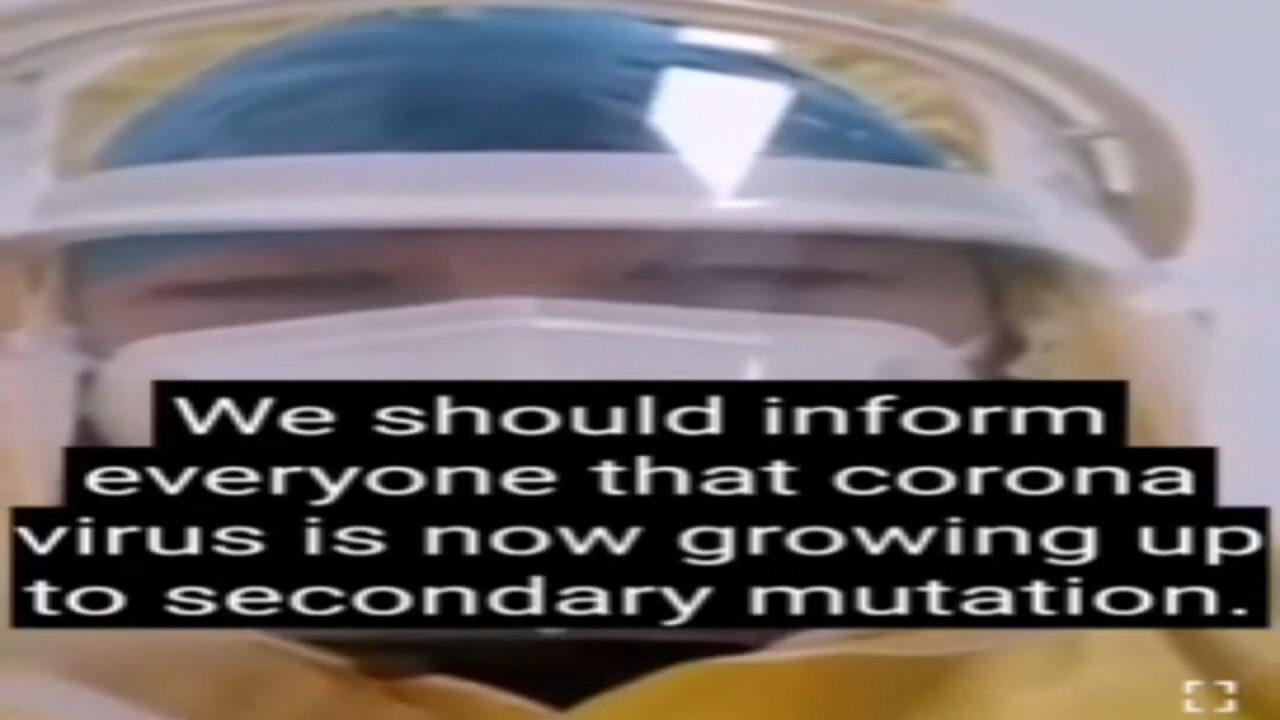 We should inform
everyone that corona
virus is now growing up
to secondary mutation.